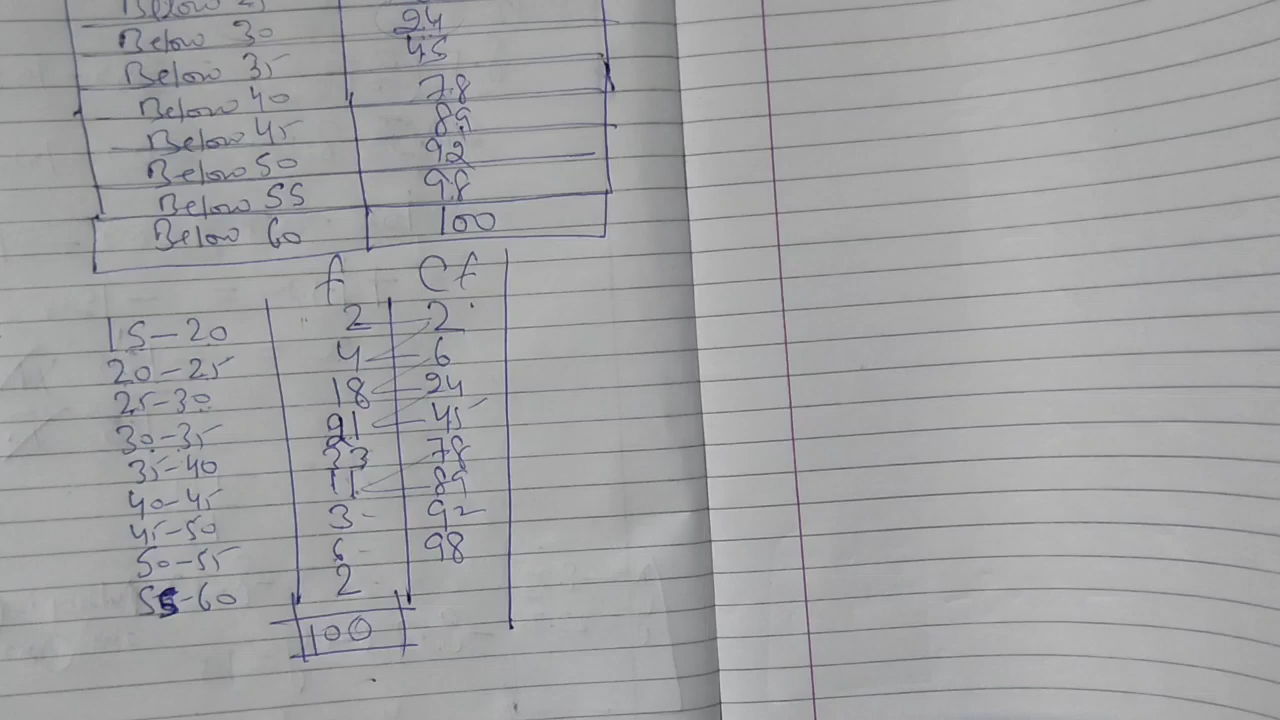 Below 25
Below 30 24
Below 35 45
Below 40 78
Below 45 89
Below 50 92
Below 55 98
Below 60 100
f Cf
15-20 2 2
20-25 4 6
25-30 18 24
30-35 21 45
35-40 33 78
40-45 11 89
45-50 3 92
50-55 6 98
55-60 2
100